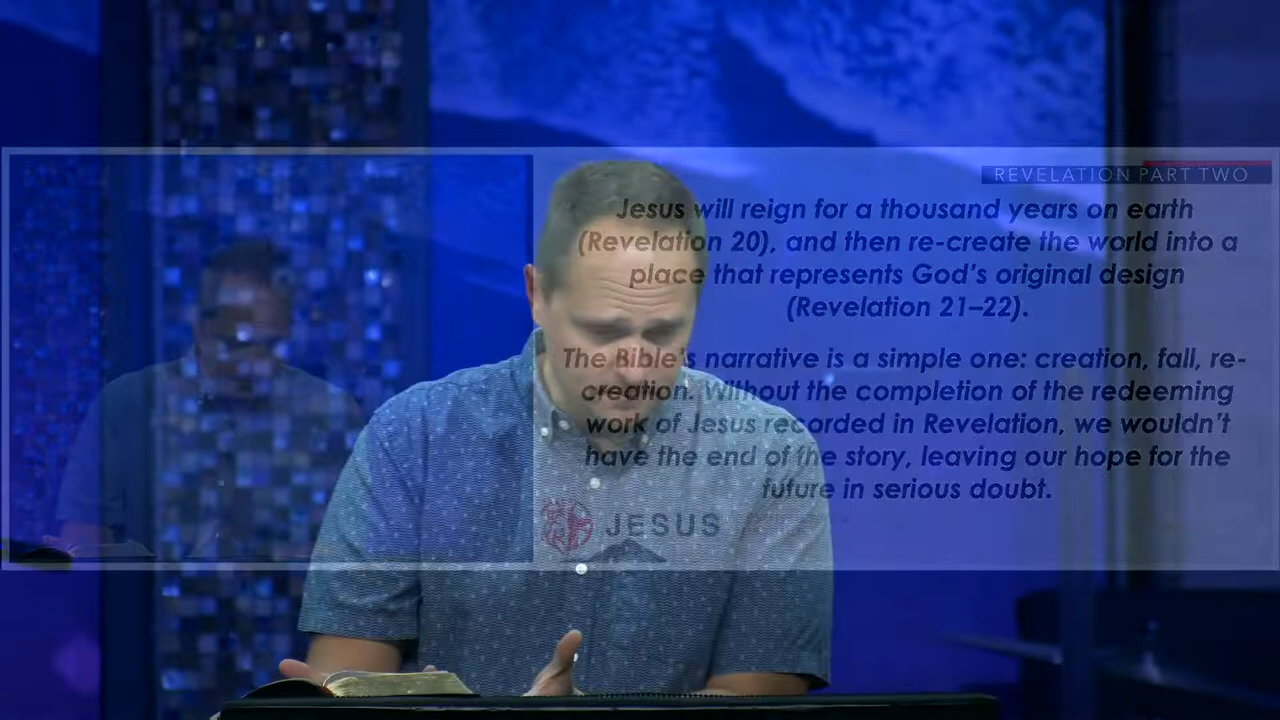 REVELATION PART TWO
Jesus will reign for a thousand years on earth
(Revelation 20), and then re-create the world into a
place that represents God's original design
(Revelation 21–22).
The Bible's narrative is a simple one: creation, fall, re-
creation. Without the completion of the redeeming
work of Jesus recorded in Revelation, we wouldn't
have the end of the story, leaving our hope for the
future in serious doubt.
JESUS